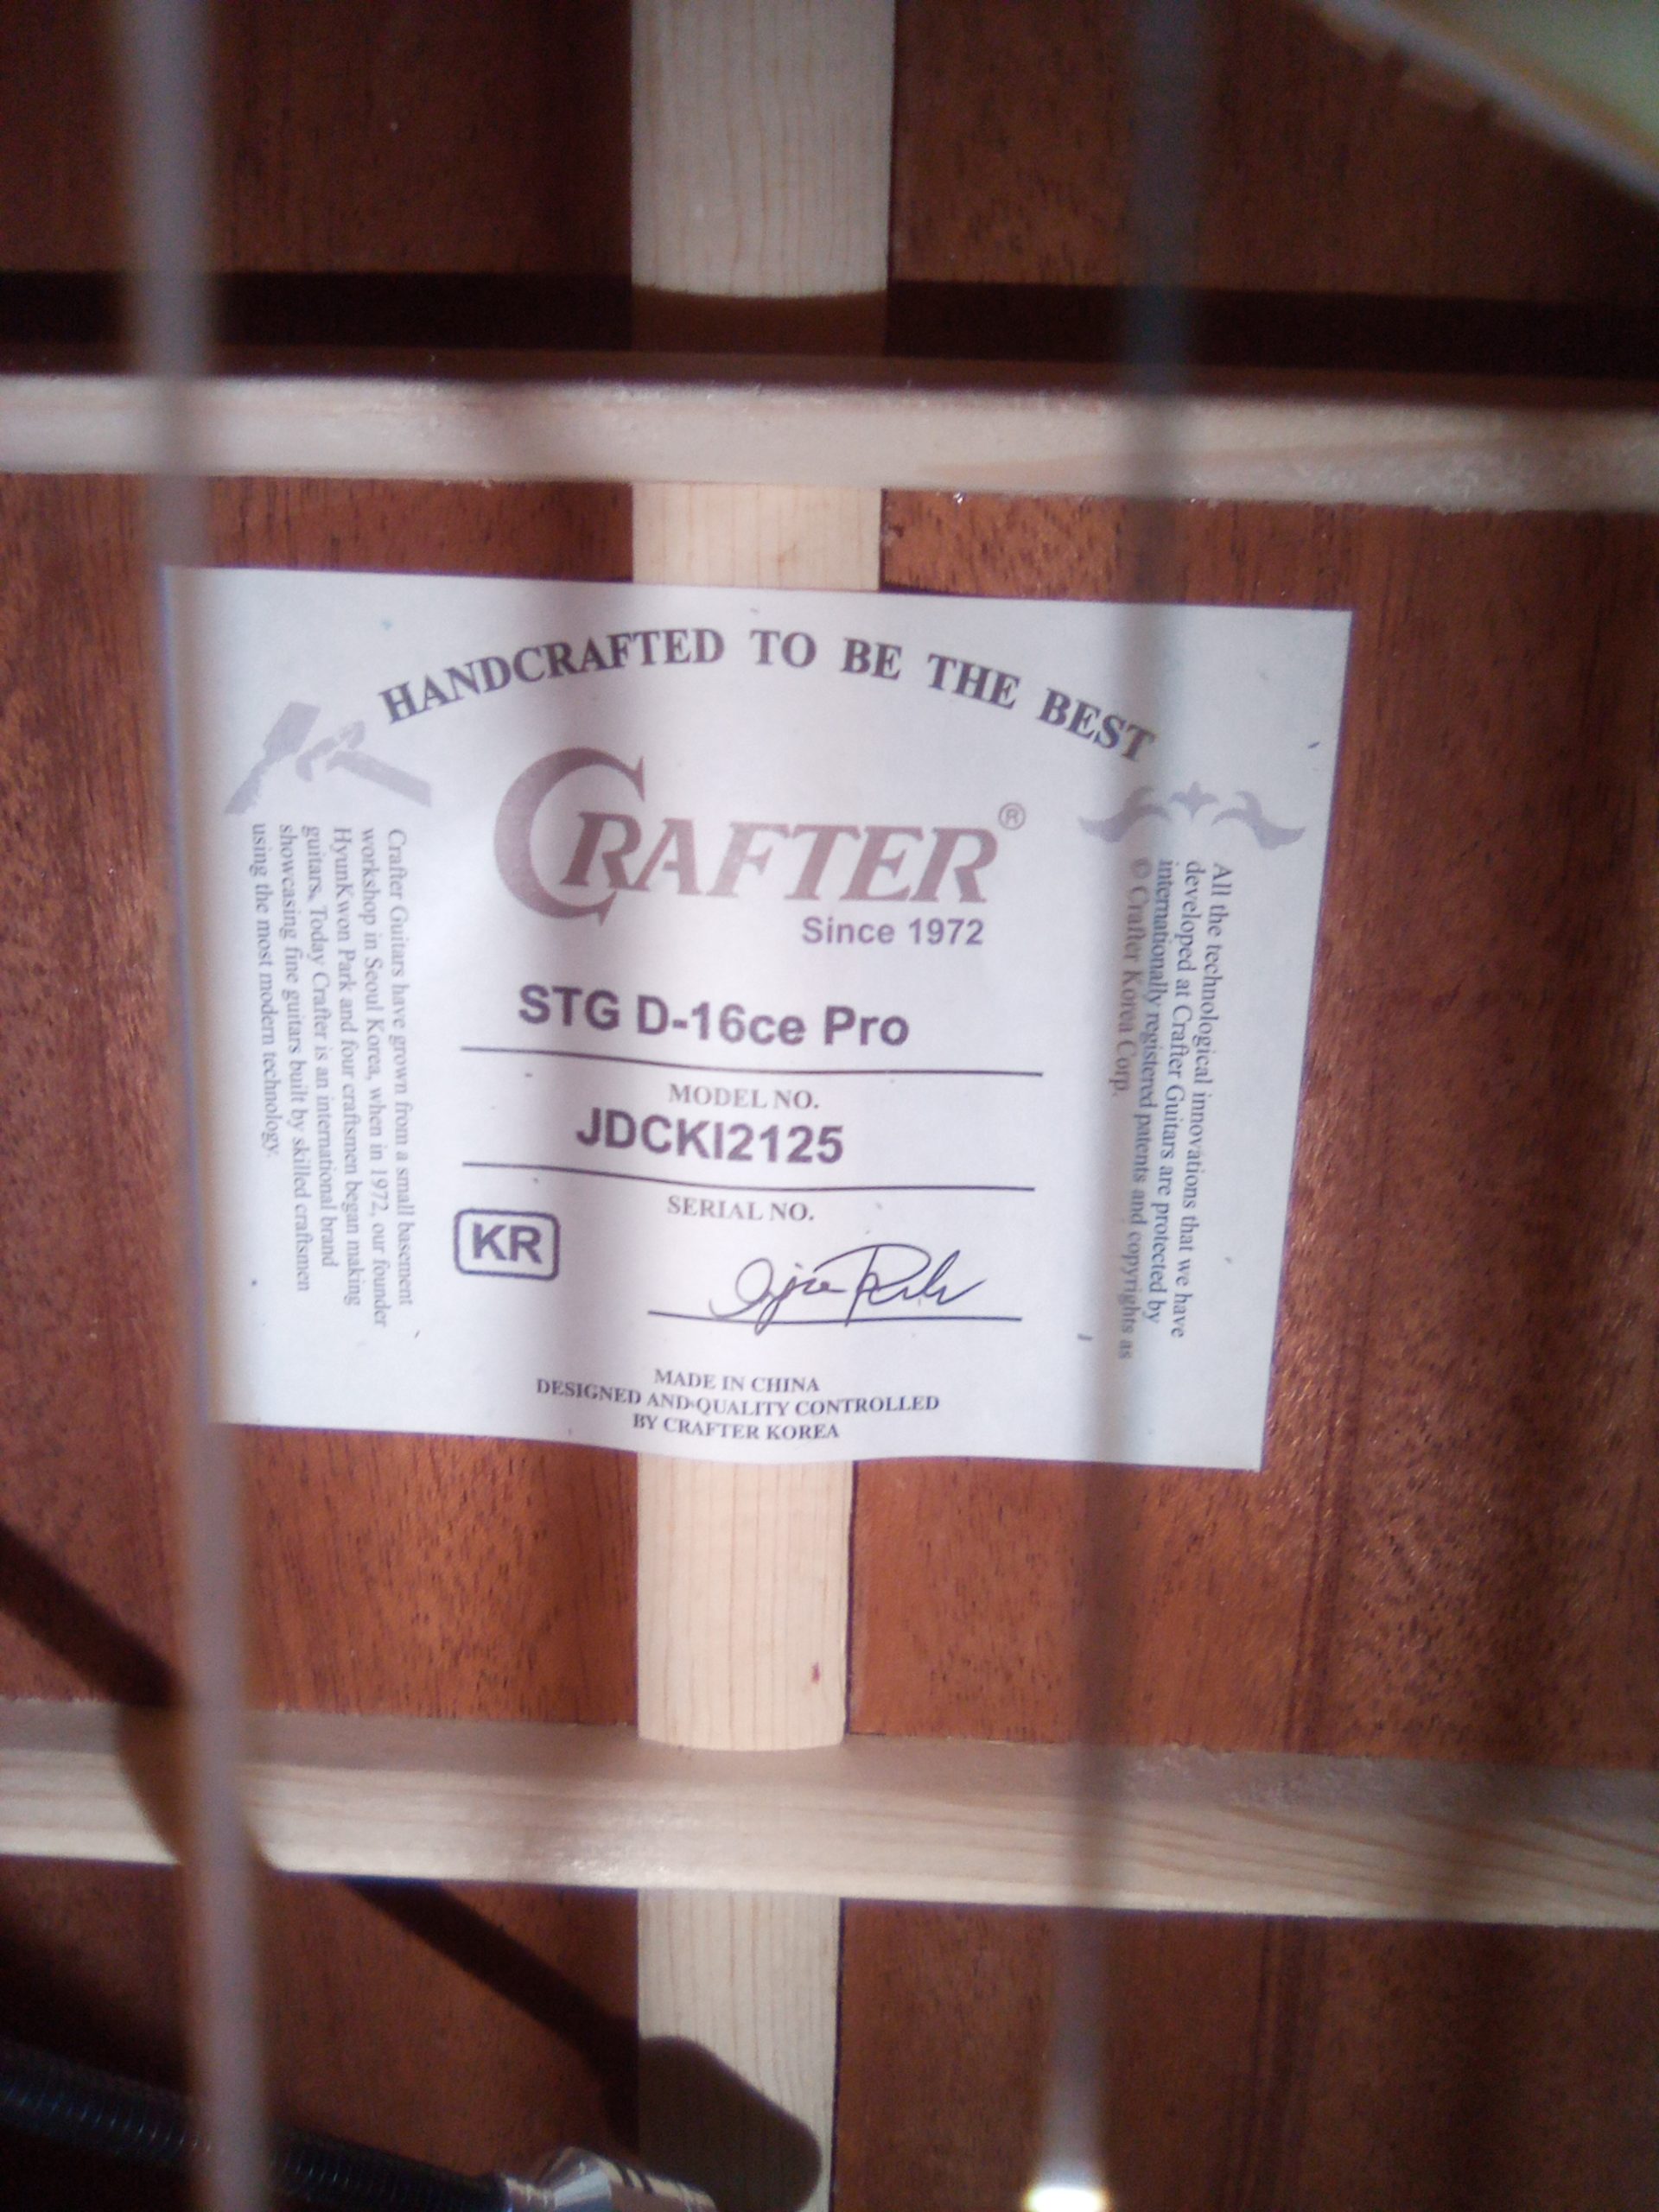 HANDCRAFTED TO BE THE BEST
CRAFTER®
Since 1972
STG D-16ce Pro
MODEL NO.
JDCKI2125
SERIAL NO.
KR
MADE IN CHINA
DESIGNED AND QUALITY CONTROLLED
BY CRAFTER KOREA
Crafter Guitars have grown from a small basement
workshop in Seoul Korea, when in 1972, our founder
HyunKwon Park and four craftsmen began making
guitars. Today Crafter is an international brand
showcasing fine guitars built by skilled craftsmen
using the most modern technology.
All the technological innovations that we have
developed at Crafter Guitars are protected by
internationally registered patents and copyrights as
© Crafter Korea Corp.